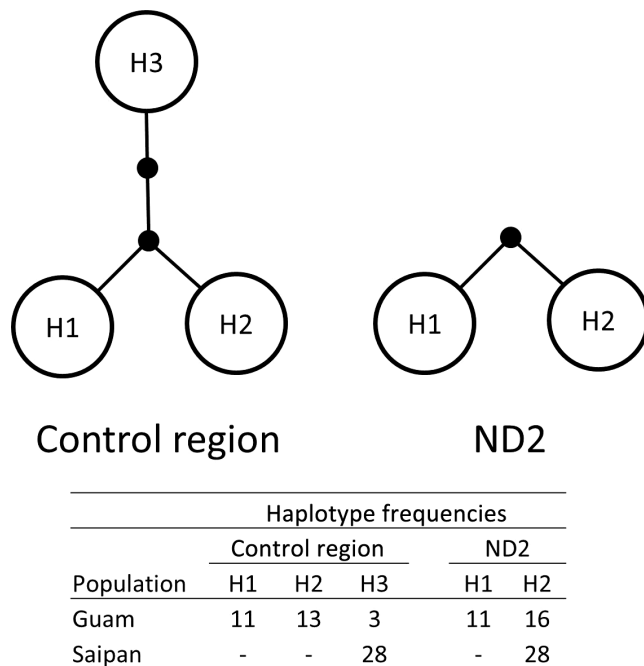 H3
H1 H2 H1 H2
Control region ND2
Haplotype frequencies
Control region ND2
Population H1 H2 H3 H1 H2
Guam 11 13 3 11 16
Saipan - - 28 - 28